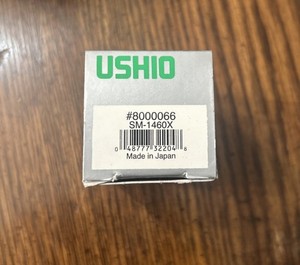 USHIO
#8000066
SM-1460X
0 48777 32204 8
Made in Japan